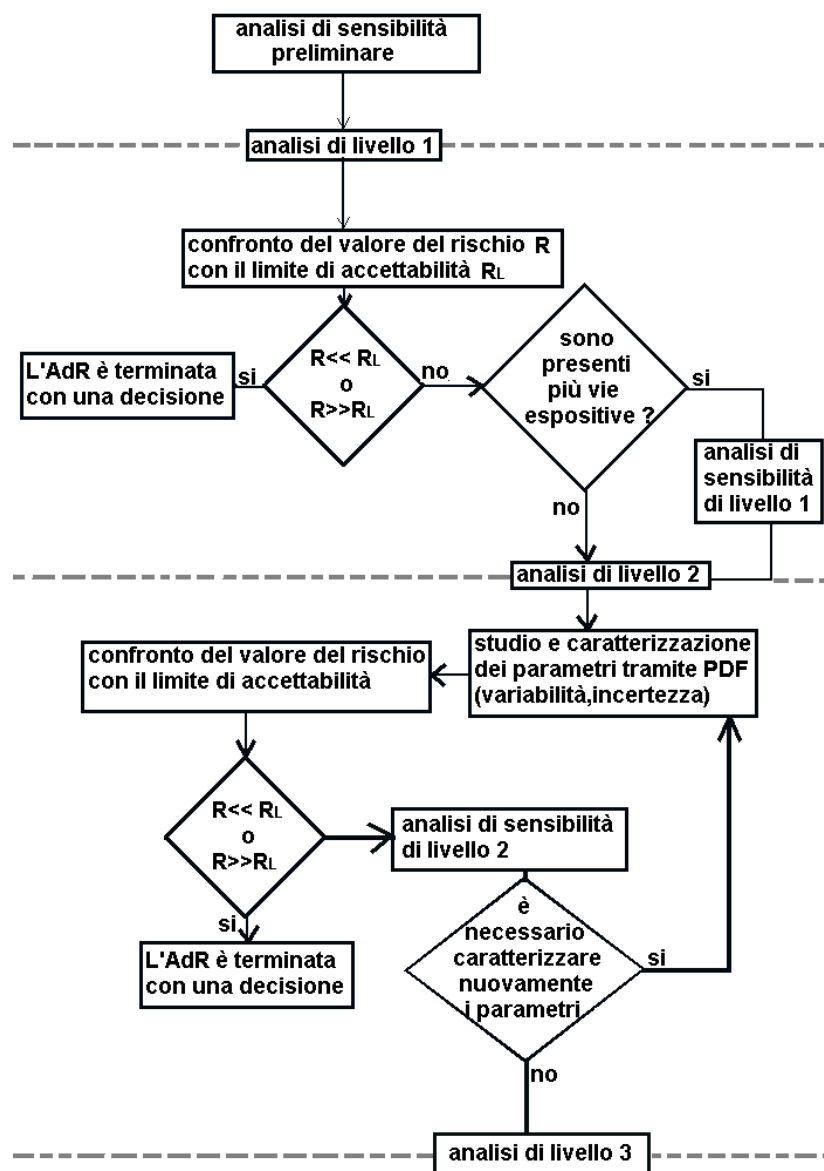 analisi di sensibilità
preliminare
analisi di livello 1
confronto del valore del rischio R
con il limite di accettabilità RL
R<< RL
o
R>>RL
si
L'AdR è terminata
con una decisione
no
sono
presenti
più vie
espositive ?
si
analisi di
sensibilità
di livello 1
no
analisi di livello 2
studio e caratterizzazione
dei parametri tramite PDF
(variabilità,incertezza)
confronto del valore del rischio
con il limite di accettabilità
R<< RL
o
R>>RL
si
L'AdR è terminata
con una decisione
analisi di sensibilità
di livello 2
è
necessario
caratterizzare
nuovamente
i parametri
si
no
analisi di livello 3